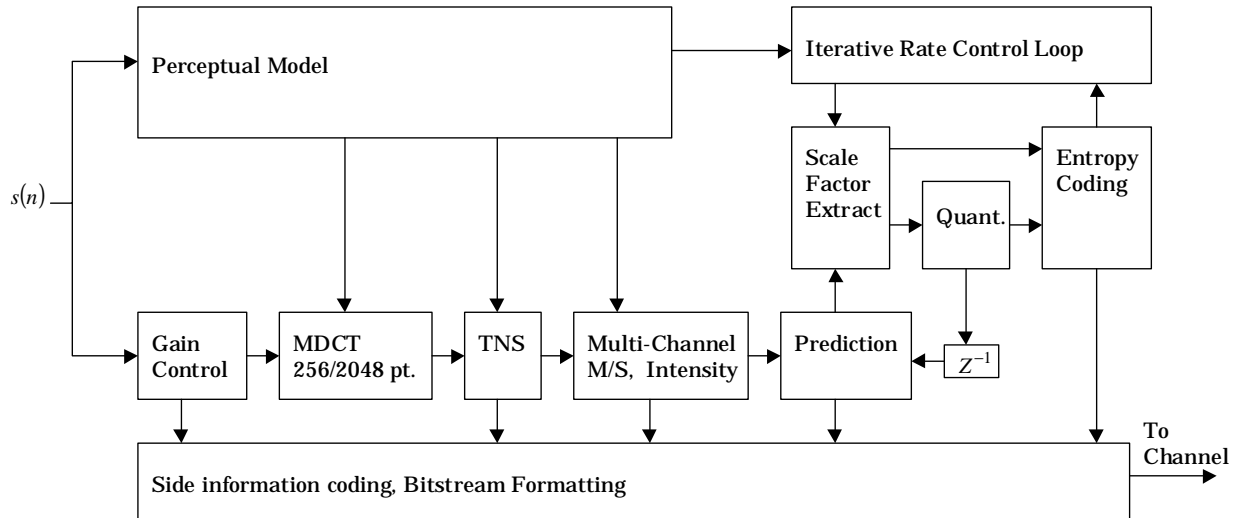 Perceptual Model
Iterative Rate Control Loop
Scale
Factor
Extract
Entropy
Coding
s(n)
Quant.
Gain
Control
MDCT
256/2048 pt.
TNS
Multi-Channel
M/S, Intensity
Prediction
Z⁻¹
To
Channel
Side information coding, Bitstream Formatting